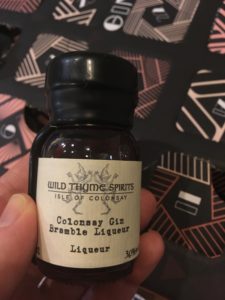 WILD THYME SPIRITS
ISLE OF COLONSAY
Colonsay Gin
Bramble Liqueur
Liqueur